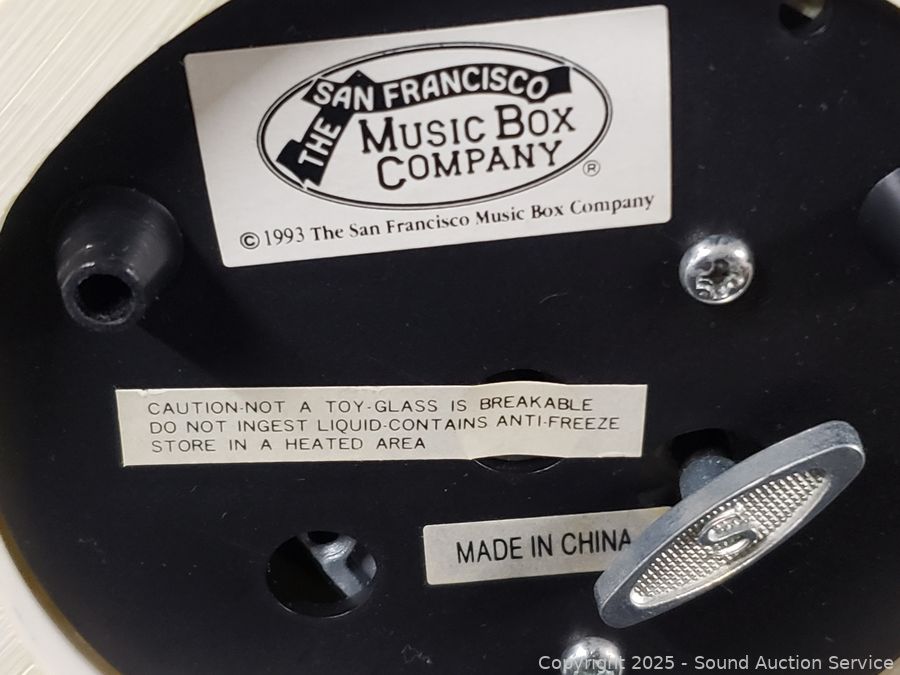 THE SAN FRANCISCO
MUSIC BOX
COMPANY
®
© 1993 The San Francisco Music Box Company
CAUTION-NOT A TOY-GLASS IS BREAKABLE
DO NOT INGEST LIQUID-CONTAINS ANTI-FREEZE
STORE IN A HEATED AREA
MADE IN CHINA
S
Copyright 2025 - Sound Auction Service